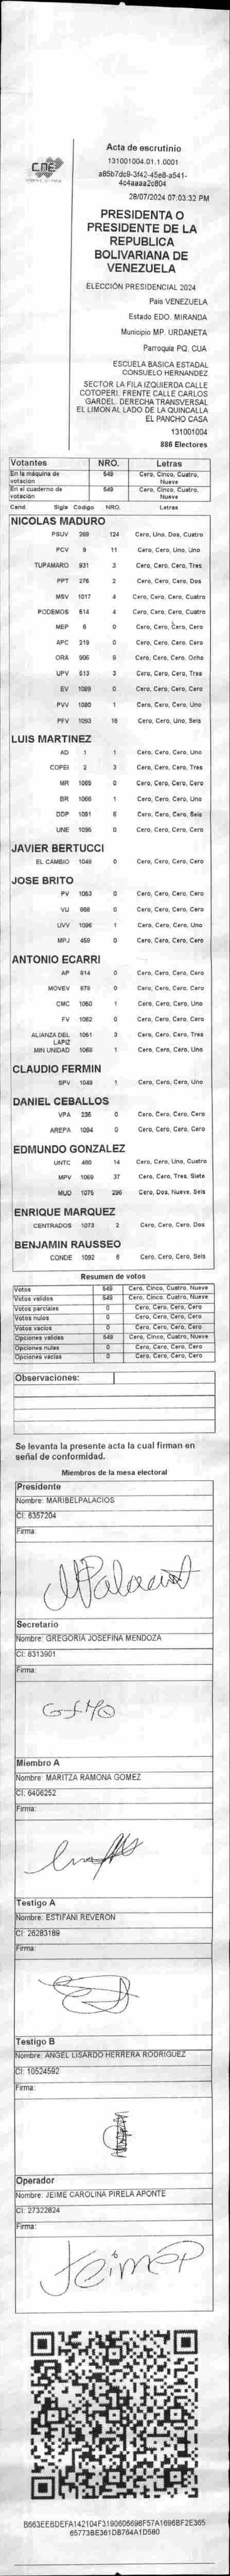 Acta de escrutinio
131001004.01.1.0001
a85b7dc9-3f42-45e8-a541-
4c4aaaa2c804
28/07/2024 07:03:32 PM
CNE
PRESIDENTA O
PRESIDENTE DE LA
REPUBLICA
BOLIVARIANA DE
VENEZUELA
ELECCIÓN PRESIDENCIAL 2024
País VENEZUELA
Estado EDO. MIRANDA
Municipio MP. URDANETA
Parroquia PQ. CUA
ESCUELA BASICA ESTADAL
CONSUELO HERNANDEZ
SECTOR LA FILA IZQUIERDA CALLE
COTOPERI. FRENTE CALLE CARLOS
GARDEL. DERECHA TRANSVERSAL
EL LIMON AL LADO DE LA QUINCALLA
EL PANCHO CASA
131001004
886 Electores
Votantes NRO. Letras
En la máquina de votación 549 Cero, Cinco, Cuatro, Nueve
En el cuaderno de votación 549 Cero, Cinco, Cuatro, Nueve
Cand. Sigla Código NRO. Letras
NICOLAS MADURO
PSUV 124 Cero, Uno, Dos, Cuatro
PCV 9 11 Cero, Cero, Uno, Uno
TUPAMARO 931 3 Cero, Cero, Cero, Tres
PPT 276 2 Cero, Cero, Cero, Dos
MSV 1017 4 Cero, Cero, Cero, Cuatro
PODEMOS 514 4 Cero, Cero, Cero, Cuatro
MEP 6 0 Cero, Cero, Cero, Cero
APC 219 0 Cero, Cero, Cero, Cero
ORA 906 Cero, Cero, Cero, Ocho
UPV 513 3 Cero, Cero, Cero, Tres
EV 1089 0 Cero, Cero, Cero, Cero
PVV 1090 1 Cero, Cero, Cero, Uno
PFV 1093 16 Cero, Cero, Uno, Seis
LUIS MARTINEZ
AD 1 1 Cero, Cero, Cero, Uno
COPEI 2 3 Cero, Cero, Cero, Tres
MR 1065 0 Cero, Cero, Cero, Cero
BR 1066 1 Cero, Cero, Cero, Uno
DDP 1091 6 Cero, Cero, Cero, Seis
UNE 1095 0 Cero, Cero, Cero, Cero
JAVIER BERTUCCI
EL CAMBIO 1048 0 Cero, Cero, Cero, Cero
JOSE BRITO
PV 1053 0 Cero, Cero, Cero, Cero
VU 868 0 Cero, Cero, Cero, Cero
UVV 1096 1 Cero, Cero, Cero, Uno
MPJ 459 0 Cero, Cero, Cero, Cero
ANTONIO ECARRI
AP 914 0 Cero, Cero, Cero, Cero
MOVEV 679 0 Cero, Cero, Cero, Cero
CMC 1060 1 Cero, Cero, Cero, Uno
FV 1062 0 Cero, Cero, Cero, Cero
ALIANZA DEL LAPIZ 1061 3 Cero, Cero, Cero, Tres
MIN UNIDAD 1068 1 Cero, Cero, Cero, Uno
CLAUDIO FERMIN
SPV 1049 1 Cero, Cero, Cero, Uno
DANIEL CEBALLOS
VPA 236 0 Cero, Cero, Cero, Cero
AREPA 1094 0 Cero, Cero, Cero, Cero
EDMUNDO GONZALEZ
UNTC 460 14 Cero, Cero, Uno, Cuatro
MPV 1069 37 Cero, Cero, Tres, Siete
MUD 1075 296 Cero, Dos, Nueve, Seis
ENRIQUE MARQUEZ
CENTRADOS 1073 2 Cero, Cero, Cero, Dos
BENJAMIN RAUSSEO
CONDE 1092 6 Cero, Cero, Cero, Seis
Resumen de votos
Votos 549 Cero, Cinco, Cuatro, Nueve
Votos validos 549 Cero, Cinco, Cuatro, Nueve
Votos parciales 0 Cero, Cero, Cero, Cero
Votos nulos 0 Cero, Cero, Cero, Cero
Votos vacíos 0 Cero, Cero, Cero, Cero
Opciones validas 549 Cero, Cinco, Cuatro, Nueve
Opciones nulas 0 Cero, Cero, Cero, Cero
Opciones vacías 0 Cero, Cero, Cero, Cero
Observaciones:
Se levanta la presente acta la cual firman en
señal de conformidad.
Miembros de la mesa electoral
Presidente
Nombre: MARIBELPALACIOS
CI: 6357204
Firma:
Secretario
Nombre: GREGORIA JOSEFINA MENDOZA
CI: 6313901
Firma:
Miembro A
Nombre: MARITZA RAMONA GOMEZ
CI: 6406252
Firma:
Testigo A
Nombre: ESTIFANI REVERON
CI: 26283189
Firma:
Testigo B
Nombre: ANGEL LISARDO HERRERA RODRIGUEZ
CI: 10524592
Firma:
Operador
Nombre: JEIME CAROLINA PIRELA APONTE
CI: 27322824
Firma:
B663EEBDEFA142104F3190606698F57A1696BF2E365
65773BE361DB764A1D580